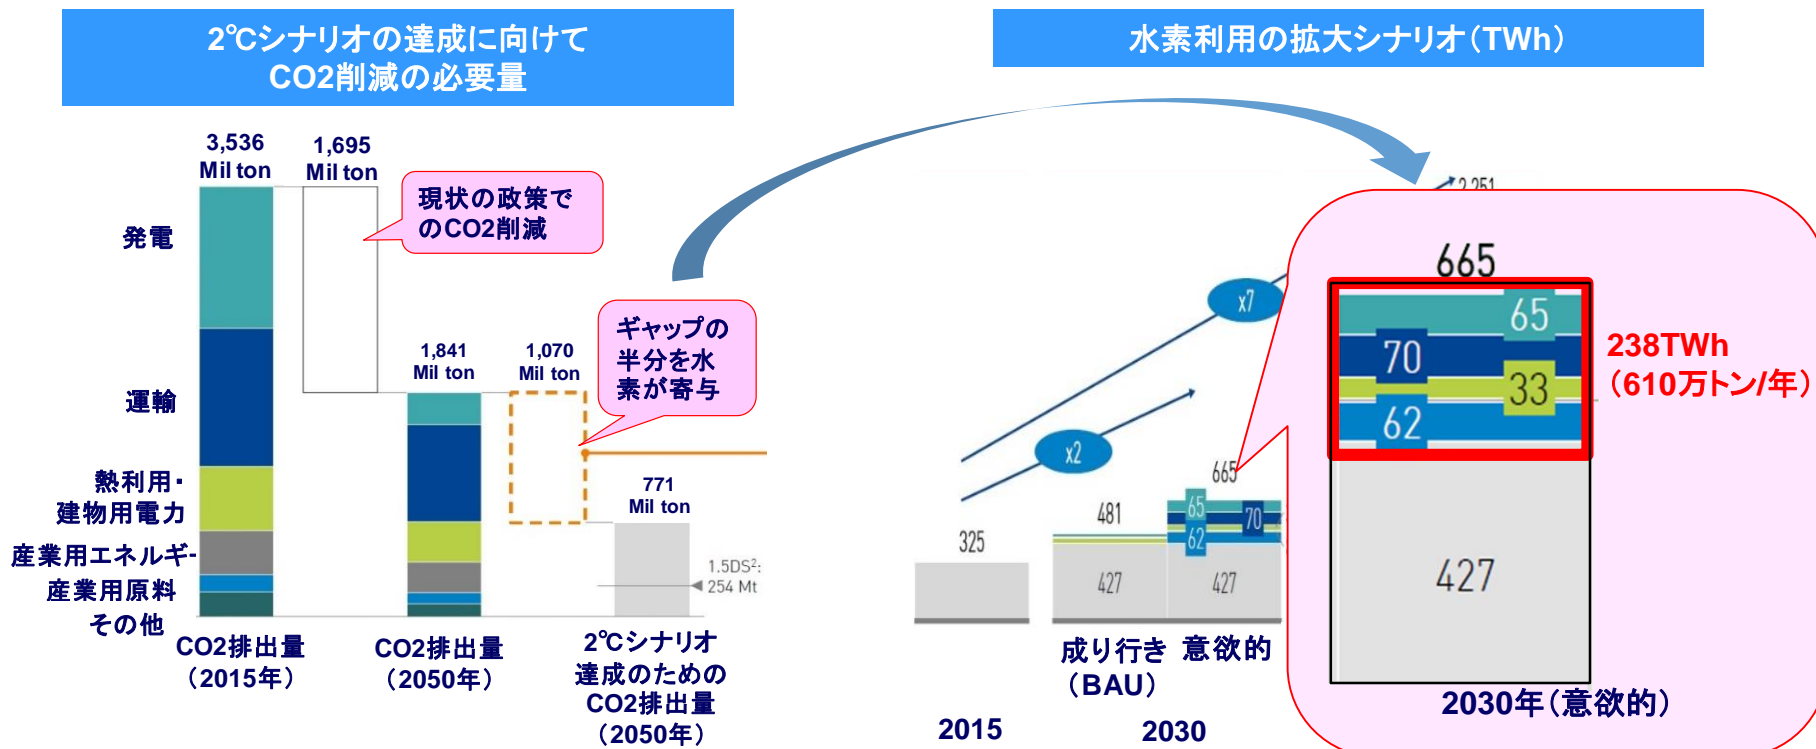 2℃シナリオの達成に向けて
CO2削減の必要量
3,536
Mil ton
1,695
Mil ton
現状の政策で
のCO2削減
発電
運輸
熱利用・
建物用電力
産業用エネルギ-
産業用原料
その他
1,841
Mil ton
1,070
Mil ton
ギャップの
半分を水
素が寄与
771
Mil ton
1.5DS²:
254 Mt
CO2排出量
（2015年）
CO2排出量
（2050年）
2℃シナリオ
達成のための
CO2排出量
（2050年）
水素利用の拡大シナリオ（TWh）
2,251
x7
x2
325
481
427
665
65
70
62
427
成り行き
（BAU）
意欲的
2015
2030
665
65
70
33
62
427
238TWh
（610万トン/年）
2030年（意欲的）